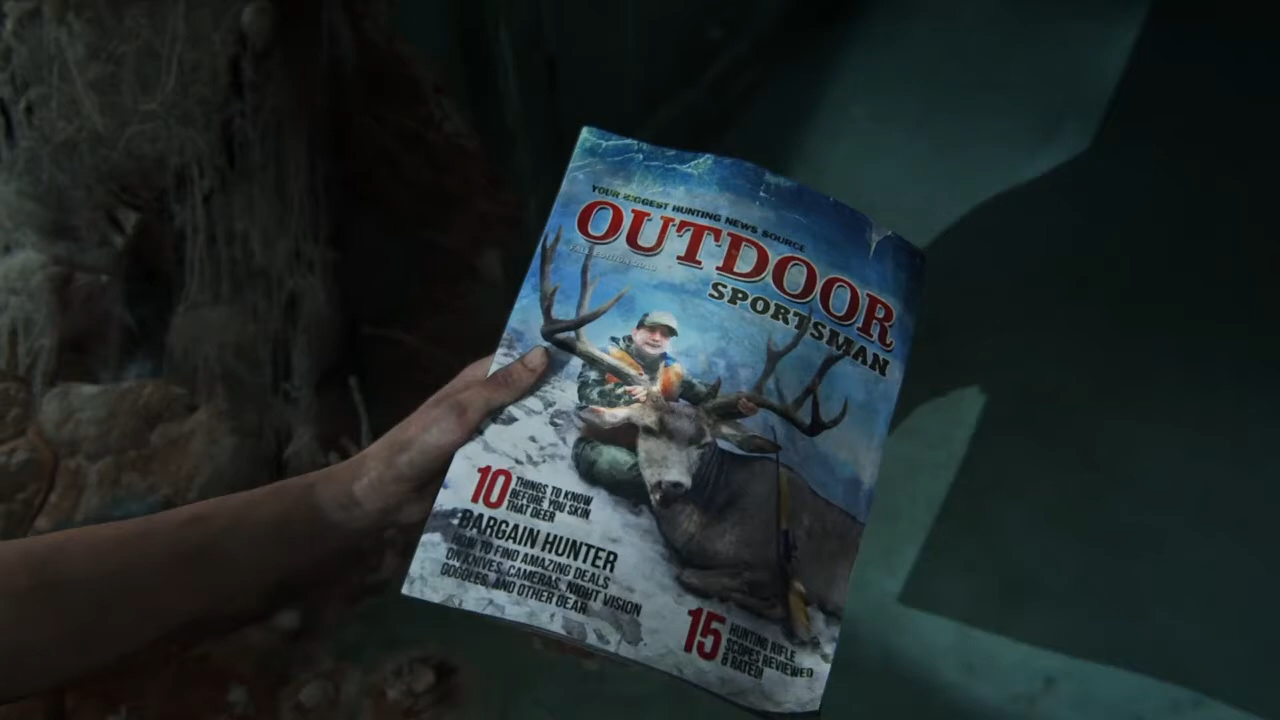 YOUR BIGGEST HUNTING NEWS SOURCE
OUTDOOR
SPORTSMAN
10
THINGS TO KNOW
BEFORE YOU SKIN
THAT DEER
BARGAIN HUNTER
HOW TO FIND AMAZING DEALS
ON KNIVES, CAMERAS, NIGHT VISION
GOGGLES, AND OTHER GEAR
15
HUNTING RIFLE
SCOPES REVIEWED
& RATED!